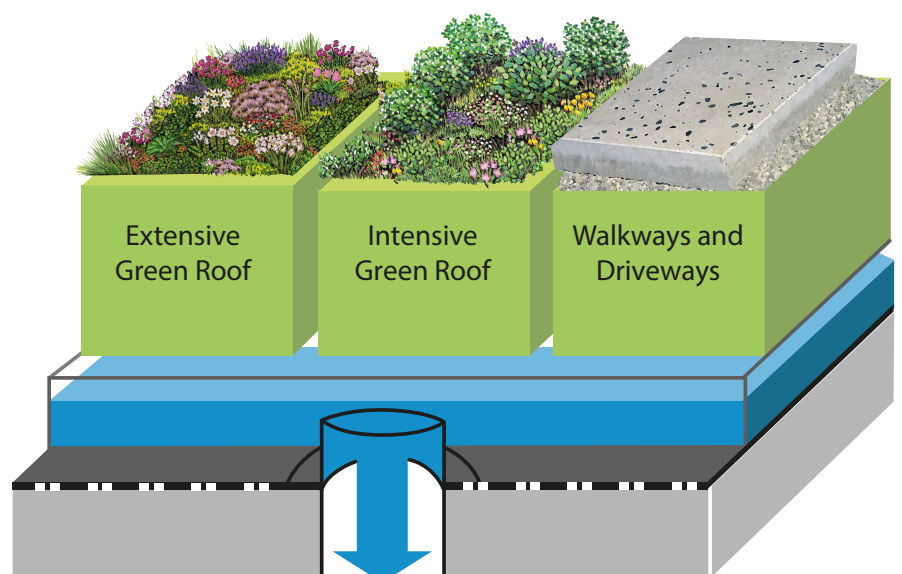 Extensive
Green Roof
Intensive
Green Roof
Walkways and
Driveways